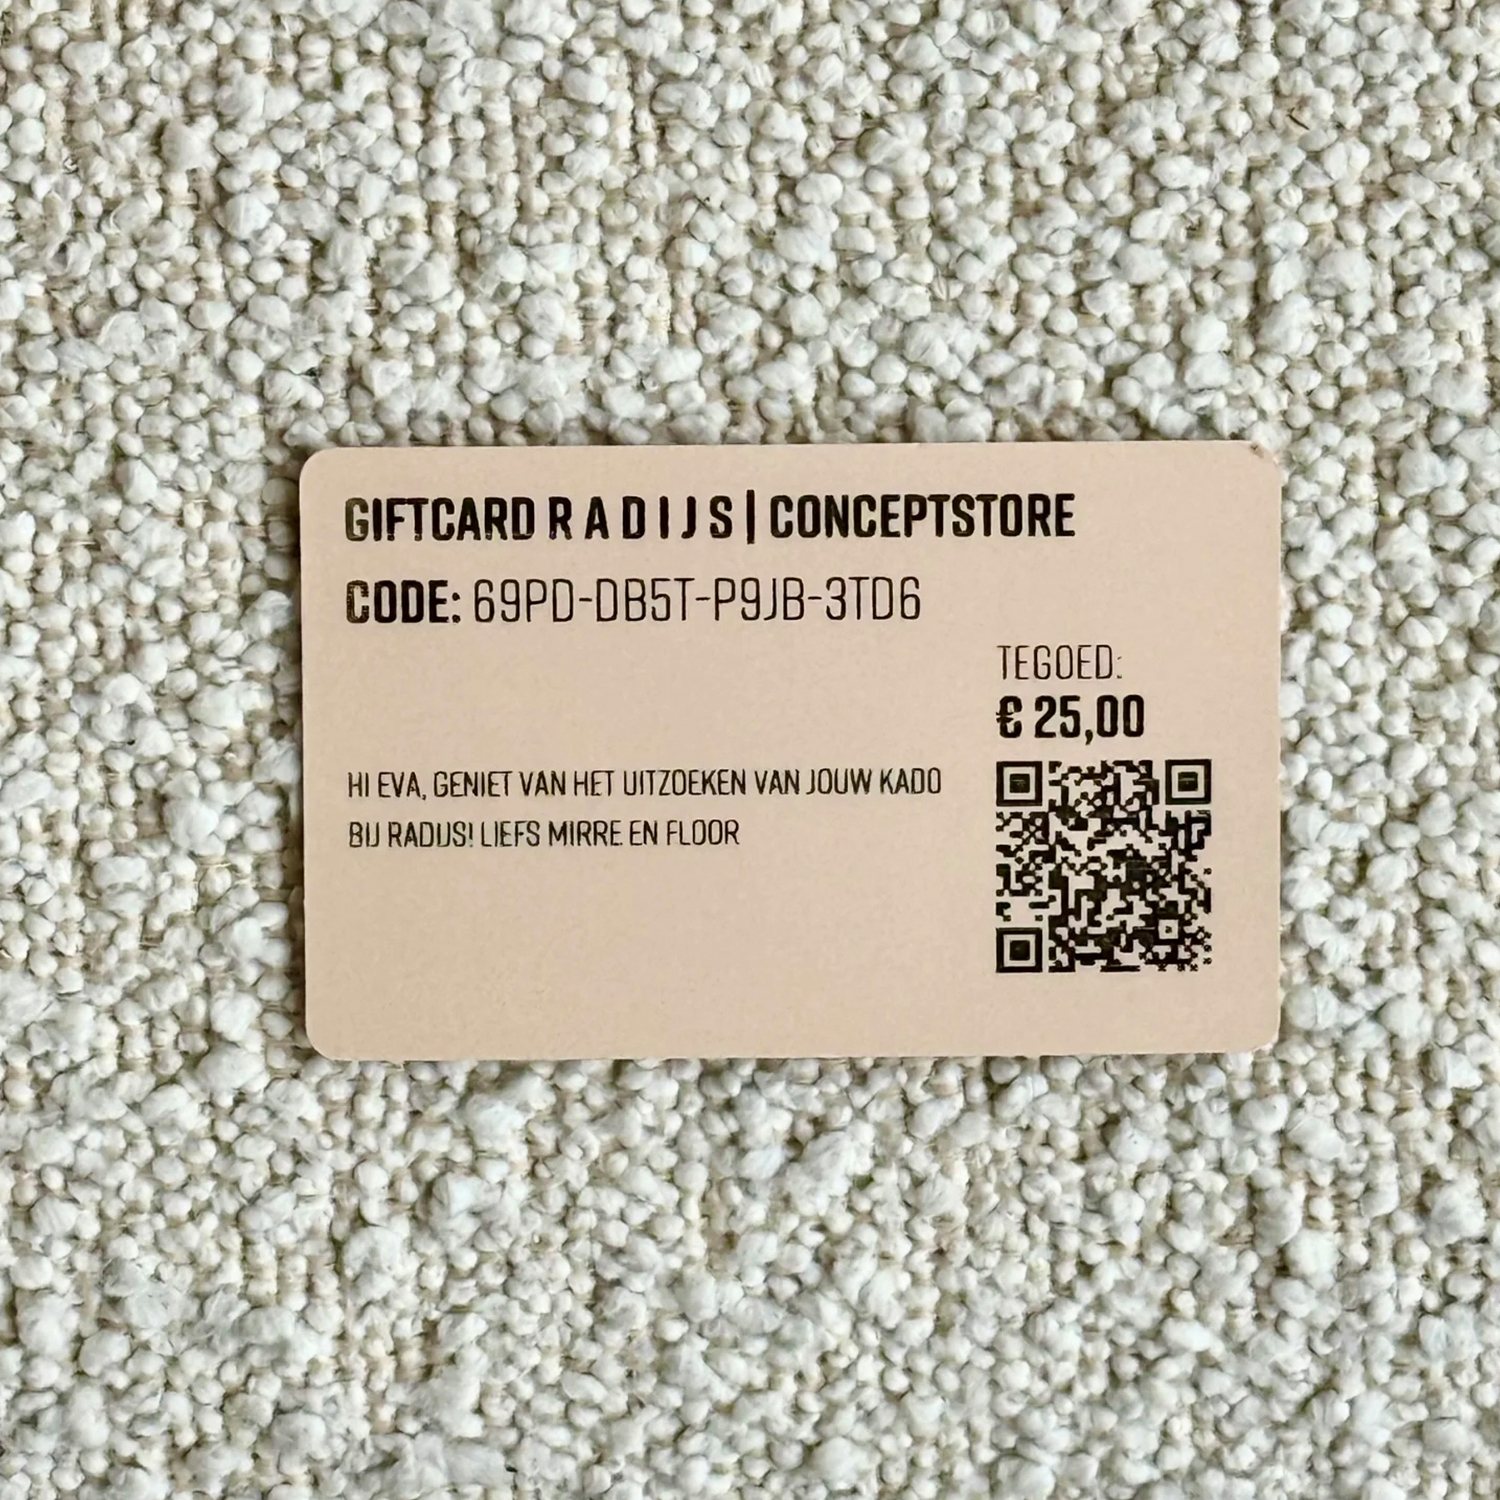 GIFTCARD R A D I J S | CONCEPTSTORE
CODE: 69PD-DB5T-P9JB-3TD6
TEGOED:
€ 25,00
HI EVA, GENIET VAN HET UITZOEKEN VAN JOUW KADO
BIJ RADIJS! LIEFS MIRRE EN FLOOR